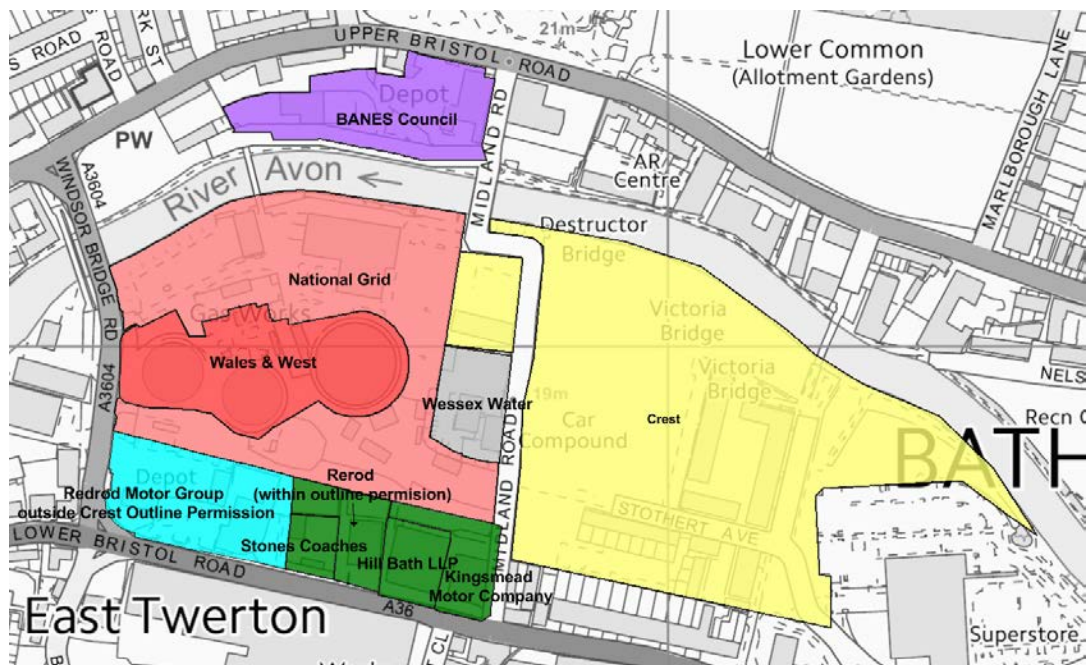 S ROAD
ROAD
RK ST
UPPER BRISTOL ROAD
21m
Lower Common
(Allotment Gardens)
MARLBOROUGH LANE
Depot
BANES Council
PW
MIDLAND RD
AR
Centre
River Avon
A3604
WINDSOR BRIDGE RD
Destructor
Bridge
National Grid
Gas Works
Victoria
Bridge
Wales & West
Victoria
Bridge
NELS
A3604
19m
Wessex Water
Car
Compound
Crest
Recn
BATH
MIDLAND ROAD
Depot
Redrod Motor Group
outside Crest Outline Permission
Rerod
(within outline permision)
STOTHERT AVE
LOWER BRISTOL ROAD
Stones Coaches
Hill Bath LLP
Kingsmead
Motor Company
MIDLAND
A36
East Twerton
Superstore
CL